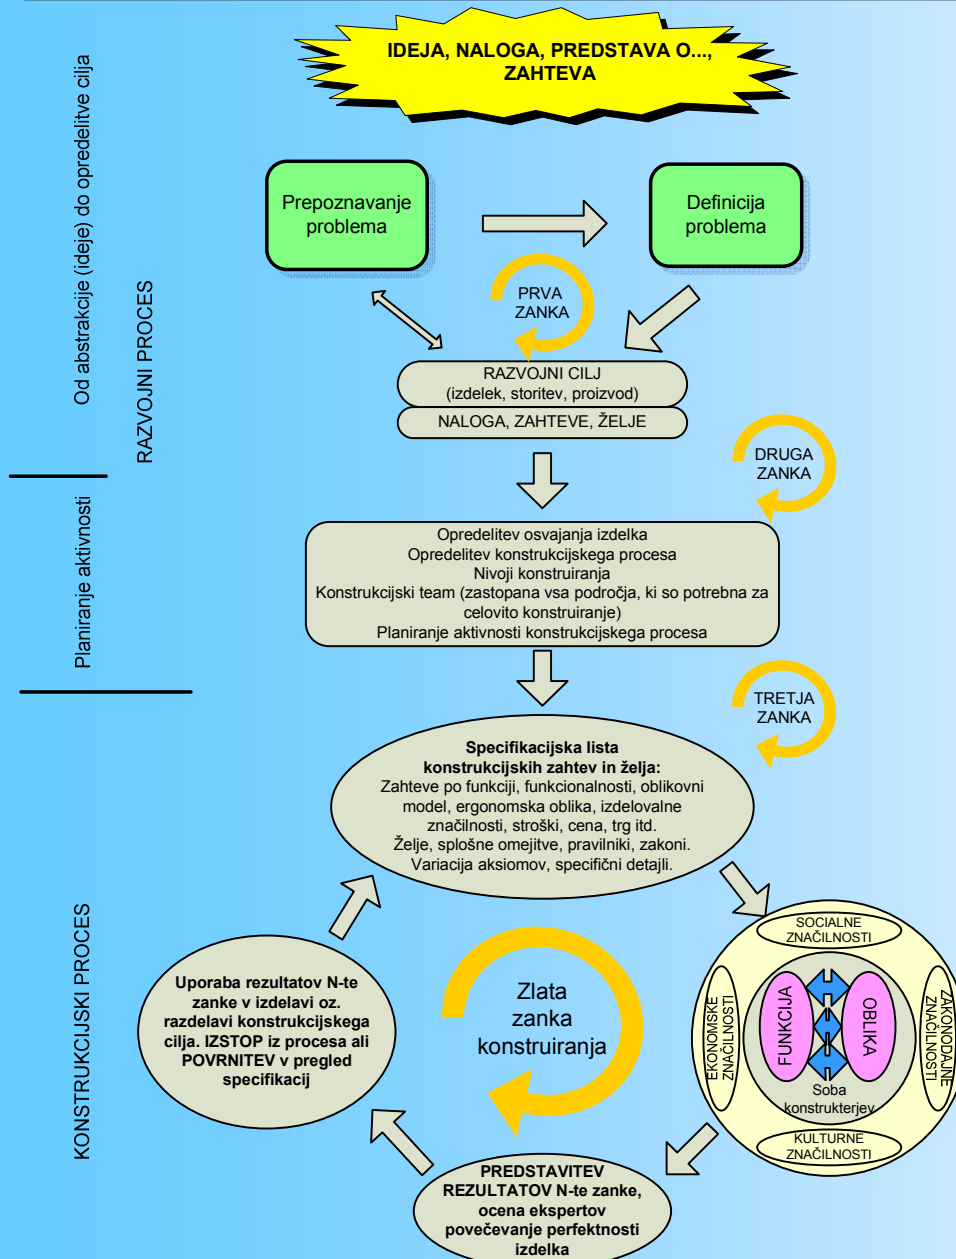 IDEJA, NALOGA, PREDSTAVA O...,
ZAHTEVA
Od abstrakcije (ideje) do opredelitve cilja
RAZVOJNI PROCES
Prepoznavanje
problema
Definicija
problema
PRVA
ZANKA
RAZVOJNI CILJ
(izdelek, storitev, proizvod)
NALOGA, ZAHTEVE, ŽELJE
DRUGA
ZANKA
Planiranje aktivnosti
Opredelitev osvajanja izdelka
Opredelitev konstrukcijskega procesa
Nivoji konstruiranja
Konstrukcijski team (zastopana vsa področja, ki so potrebna za
celovito konstruiranje)
Planiranje aktivnosti konstrukcijskega procesa
TRETJA
ZANKA
KONSTRUKCIJSKI PROCES
Specifikacijska lista
konstrukcijskih zahtev in želja:
Zahteve po funkciji, funkcionalnosti, oblikovni
model, ergonomska oblika, izdelovalne
značilnosti, stroški, cena, trg itd.
Želje, splošne omejitve, pravilniki, zakoni.
Variacija aksiomov, specifični detajli.
SOCIALNE
ZNAČILNOSTI
EKONOMSKE
ZNAČILNOSTI
FUNKCIJA
OBLIKA
ZAKONODAJNE
ZNAČILNOSTI
Soba
konstrukterjev
KULTURNE
ZNAČILNOSTI
Zlata
zanka
konstruiranja
Uporaba rezultatov N-te
zanke v izdelavi oz.
razdelavi konstrukcijskega
cilja. IZSTOP iz procesa ali
POVRNITEV v pregled
specifikacij
PREDSTAVITEV
REZULTATOV N-te zanke,
ocena ekspertov
povečevanje perfektnosti
izdelka